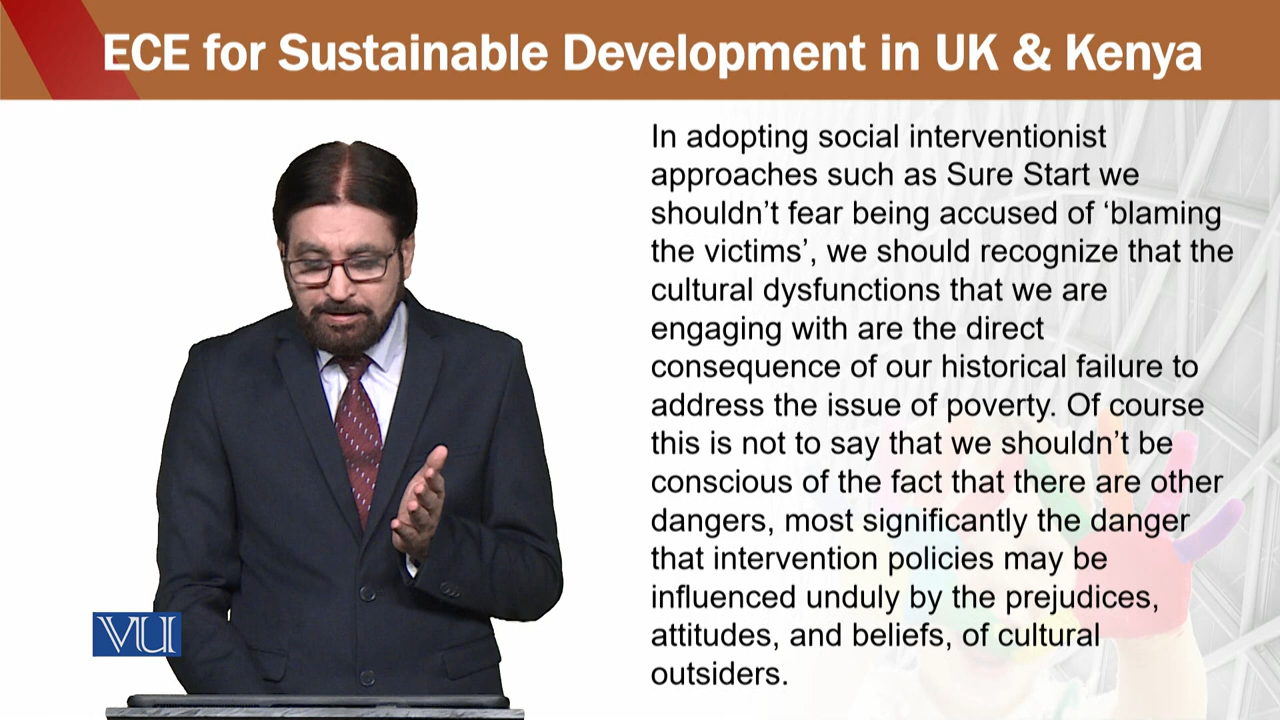 ECE for Sustainable Development in UK & Kenya
In adopting social interventionist
approaches such as Sure Start we
shouldn’t fear being accused of ‘blaming
the victims’, we should recognize that the
cultural dysfunctions that we are
engaging with are the direct
consequence of our historical failure to
address the issue of poverty. Of course
this is not to say that we shouldn’t be
conscious of the fact that there are other
dangers, most significantly the danger
that intervention policies may be
influenced unduly by the prejudices,
attitudes, and beliefs, of cultural
outsiders.
VU